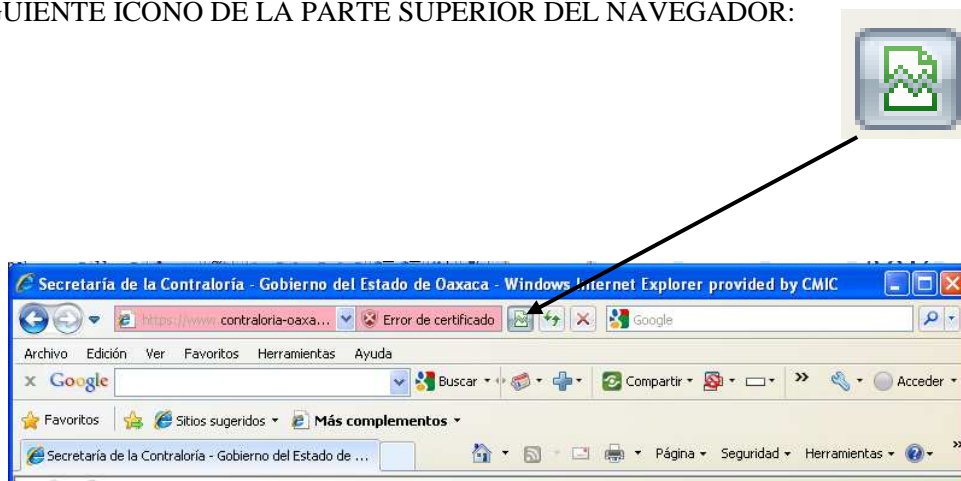 GUIENTE ICONO DE LA PARTE SUPERIOR DEL NAVEGADOR:
Secretaría de la Contraloría - Gobierno del Estado de Oaxaca - Windows Internet Explorer provided by CMIC
https://www.contraloria-oaxa... Error de certificado Google
Archivo Edición Ver Favoritos Herramientas Ayuda
x Google Buscar Compartir » Acceder
Favoritos Sitios sugeridos Más complementos
Secretaría de la Contraloría - Gobierno del Estado de ... Página Seguridad Herramientas »